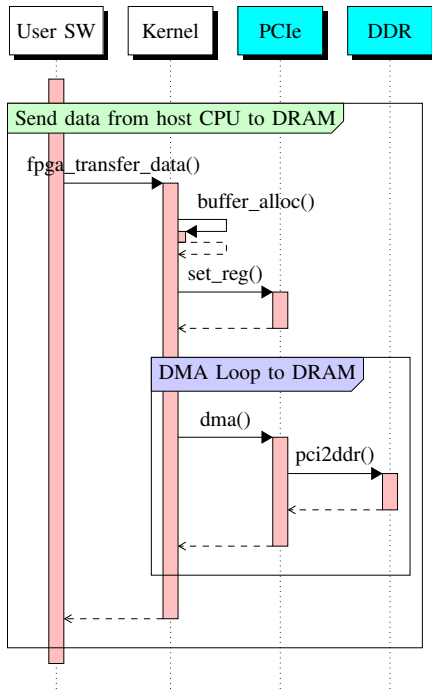 User SW
Kernel
PCIe
DDR
Send data from host CPU to DRAM
fpga_transfer_data()
buffer_alloc()
set_reg()
DMA Loop to DRAM
dma()
pci2ddr()